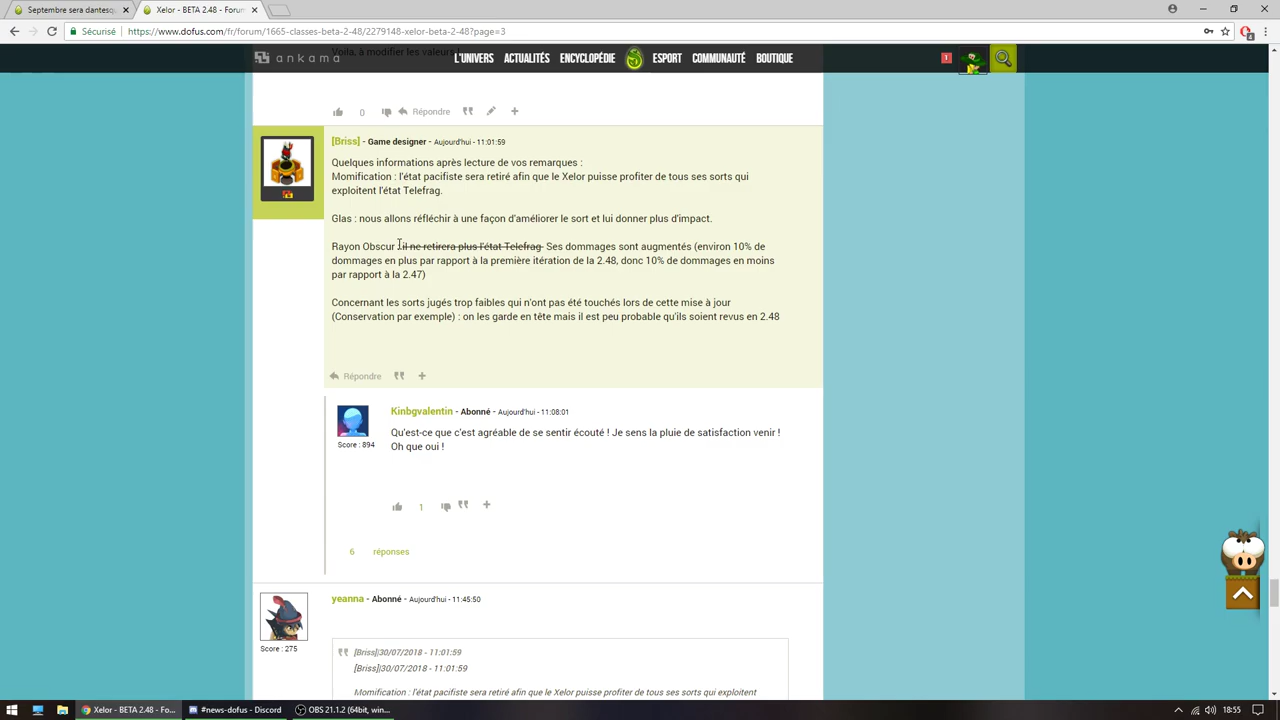 Septembre sera dantesq
Xelor - BETA 2.48 - Forum
Sécurisé
https://www.dofus.com/fr/forum/1665-classes-beta-2-48/2279148-xelor-beta-2-48?page=3
4
Voila, à modifier les valeurs !
ankama
L'UNIVERS
ACTUALITÉS
ENCYCLOPÉDIE
ESPORT
COMMUNAUTÉ
BOUTIQUE
1
0
Répondre
[Briss] - Game designer - Aujourd'hui - 11:01:59
Quelques informations après lecture de vos remarques :
Momification : l'état pacifiste sera retiré afin que le Xelor puisse profiter de tous ses sorts qui
exploitent l'état Telefrag.
Glas : nous allons réfléchir à une façon d'améliorer le sort et lui donner plus d'impact.
Rayon Obscur : il ne retirera plus l'état Telefrag Ses dommages sont augmentés (environ 10% de
dommages en plus par rapport à la première itération de la 2.48, donc 10% de dommages en moins
par rapport à la 2.47)
Concernant les sorts jugés trop faibles qui n'ont pas été touchés lors de cette mise à jour
(Conservation par exemple) : on les garde en tête mais il est peu probable qu'ils soient revus en 2.48
Répondre
Kinbgvalentin - Abonné - Aujourd'hui - 11:08:01
Score : 894
Qu'est-ce que c'est agréable de se sentir écouté ! Je sens la pluie de satisfaction venir !
Oh que oui !
1
6 réponses
yeanna - Abonné - Aujourd'hui - 11:45:50
Score : 275
[Briss]|30/07/2018 - 11:01:59
[Briss]|30/07/2018 - 11:01:59
Momification : l'état pacifiste sera retiré afin que le Xelor puisse profiter de tous ses sorts qui exploitent
Xelor - BETA 2.48 - Fo...
#news-dofus - Discord
OBS 21.1.2 (64bit, win...
18:55